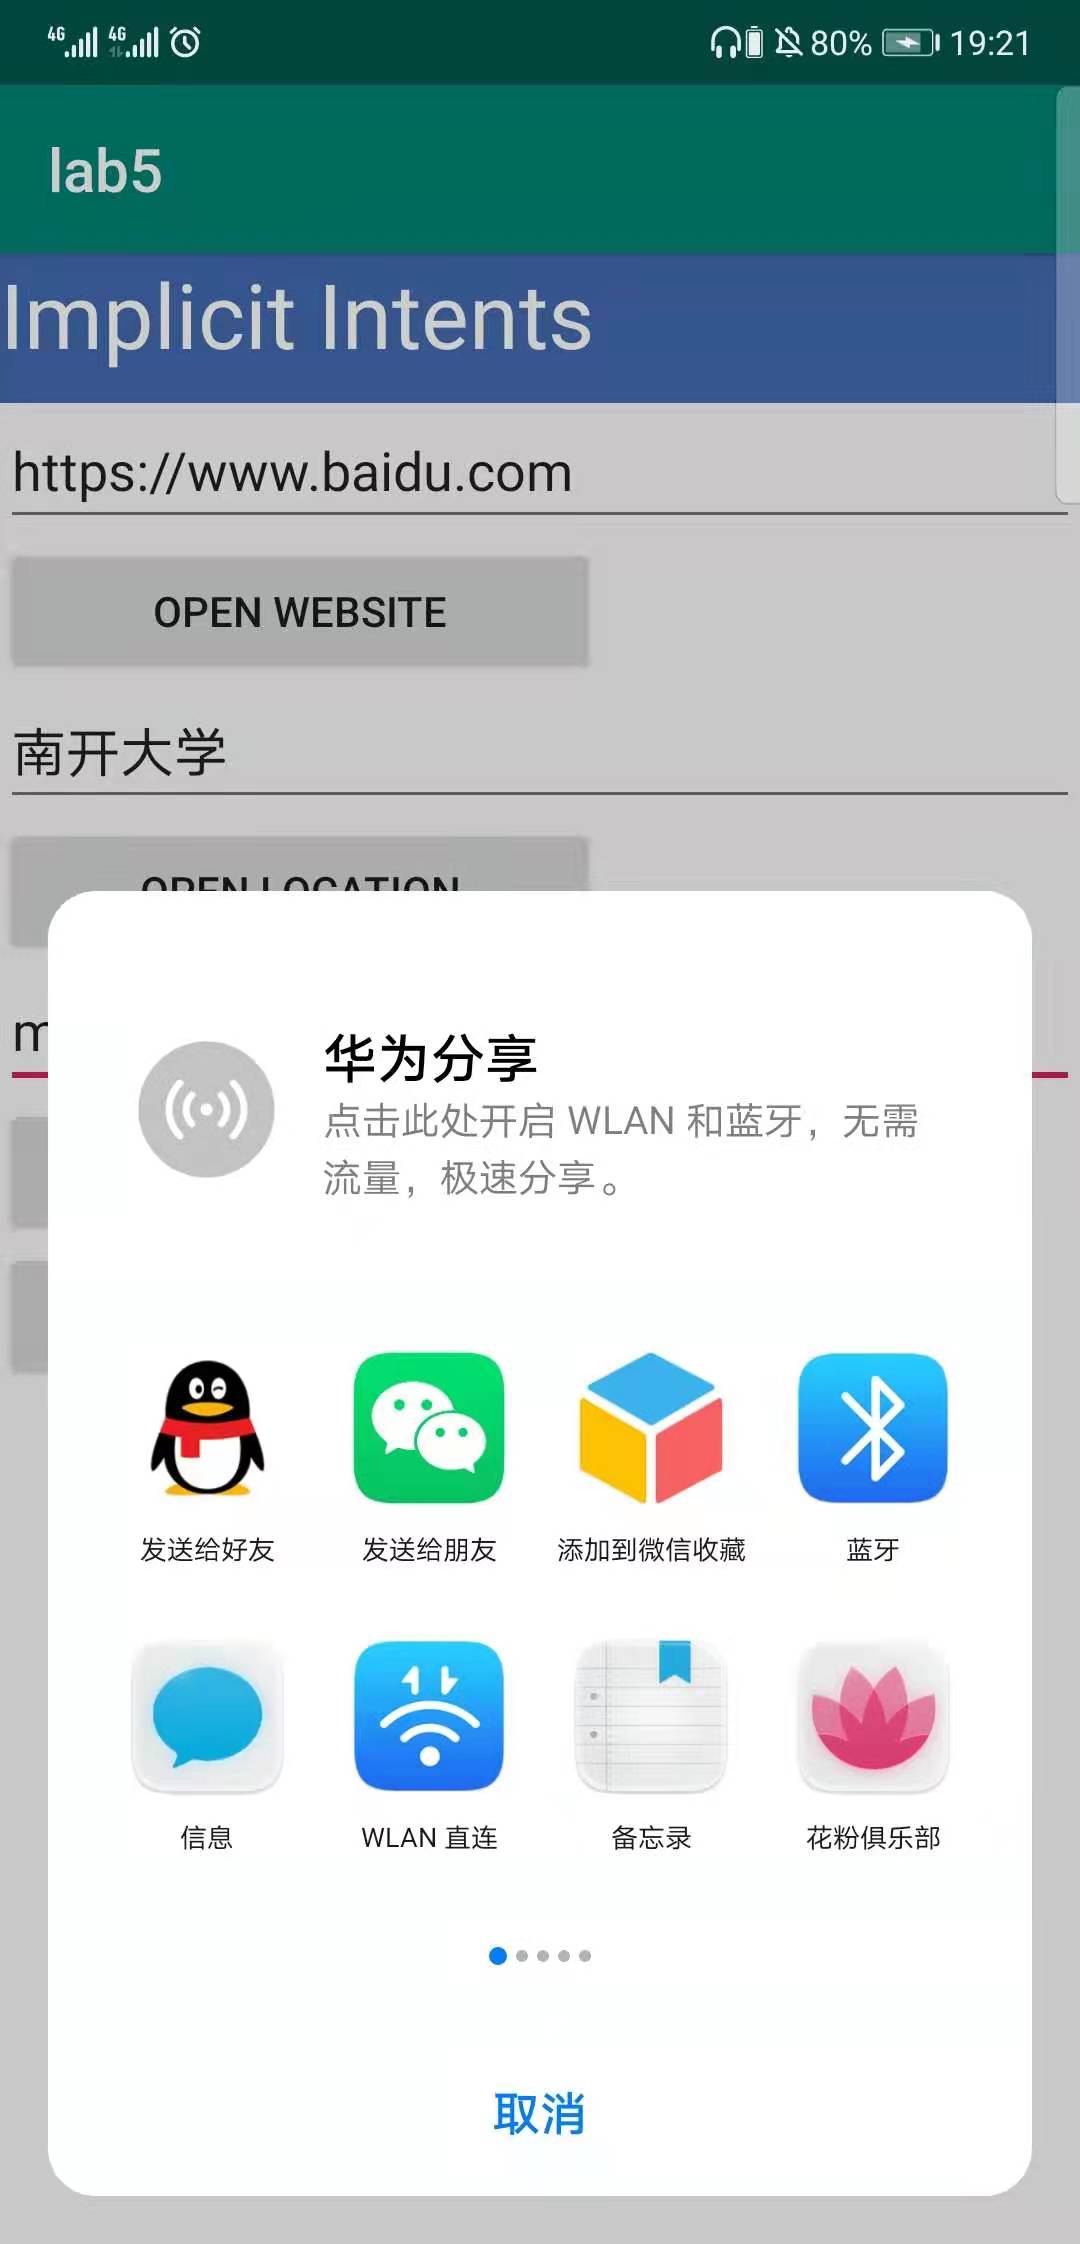 4G 4G 80% 19:21
lab5
Implicit Intents
https://www.baidu.com
OPEN WEBSITE
南开大学
OPEN LOCATION
m
华为分享
点击此处开启 WLAN 和蓝牙，无需
流量，极速分享。
发送给好友 发送给朋友 添加到微信收藏 蓝牙
信息 WLAN 直连 备忘录 花粉俱乐部
取消